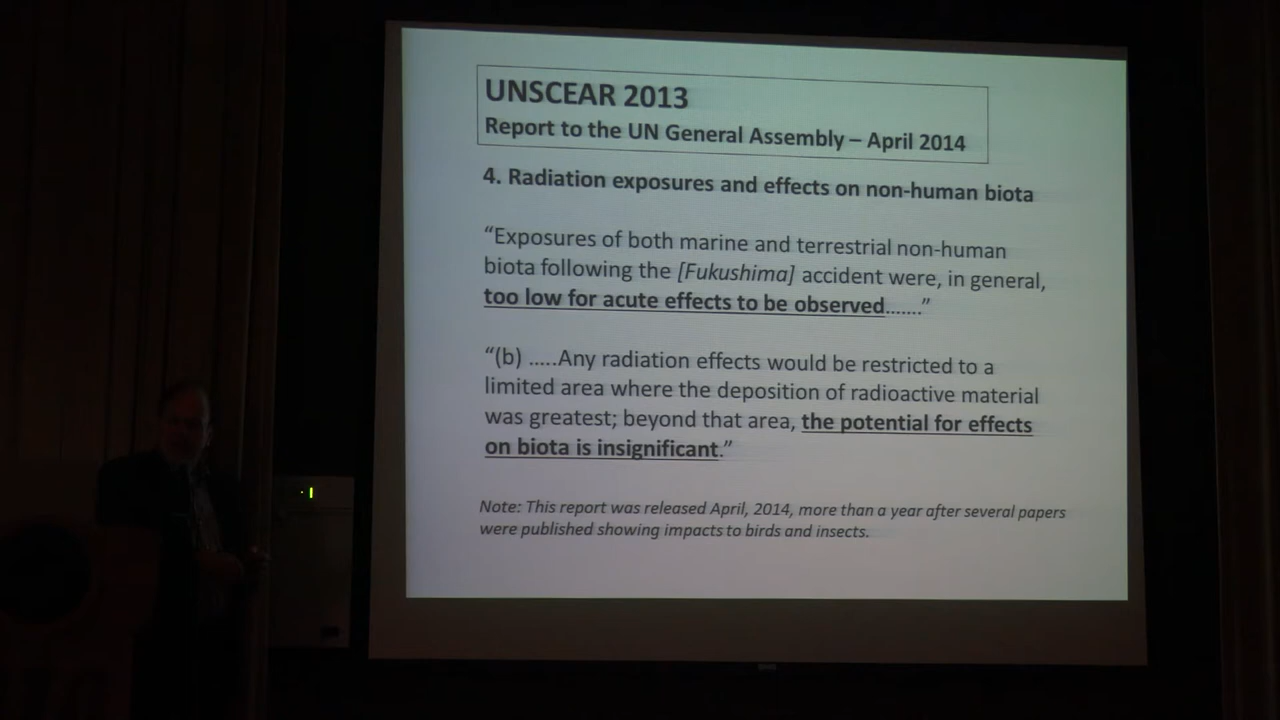 UNSCEAR 2013
Report to the UN General Assembly – April 2014
4. Radiation exposures and effects on non-human biota
“Exposures of both marine and terrestrial non-human
biota following the [Fukushima] accident were, in general,
too low for acute effects to be observed…….”
“(b) …..Any radiation effects would be restricted to a
limited area where the deposition of radioactive material
was greatest; beyond that area, the potential for effects
on biota is insignificant.”
Note: This report was released April, 2014, more than a year after several papers
were published showing impacts to birds and insects.